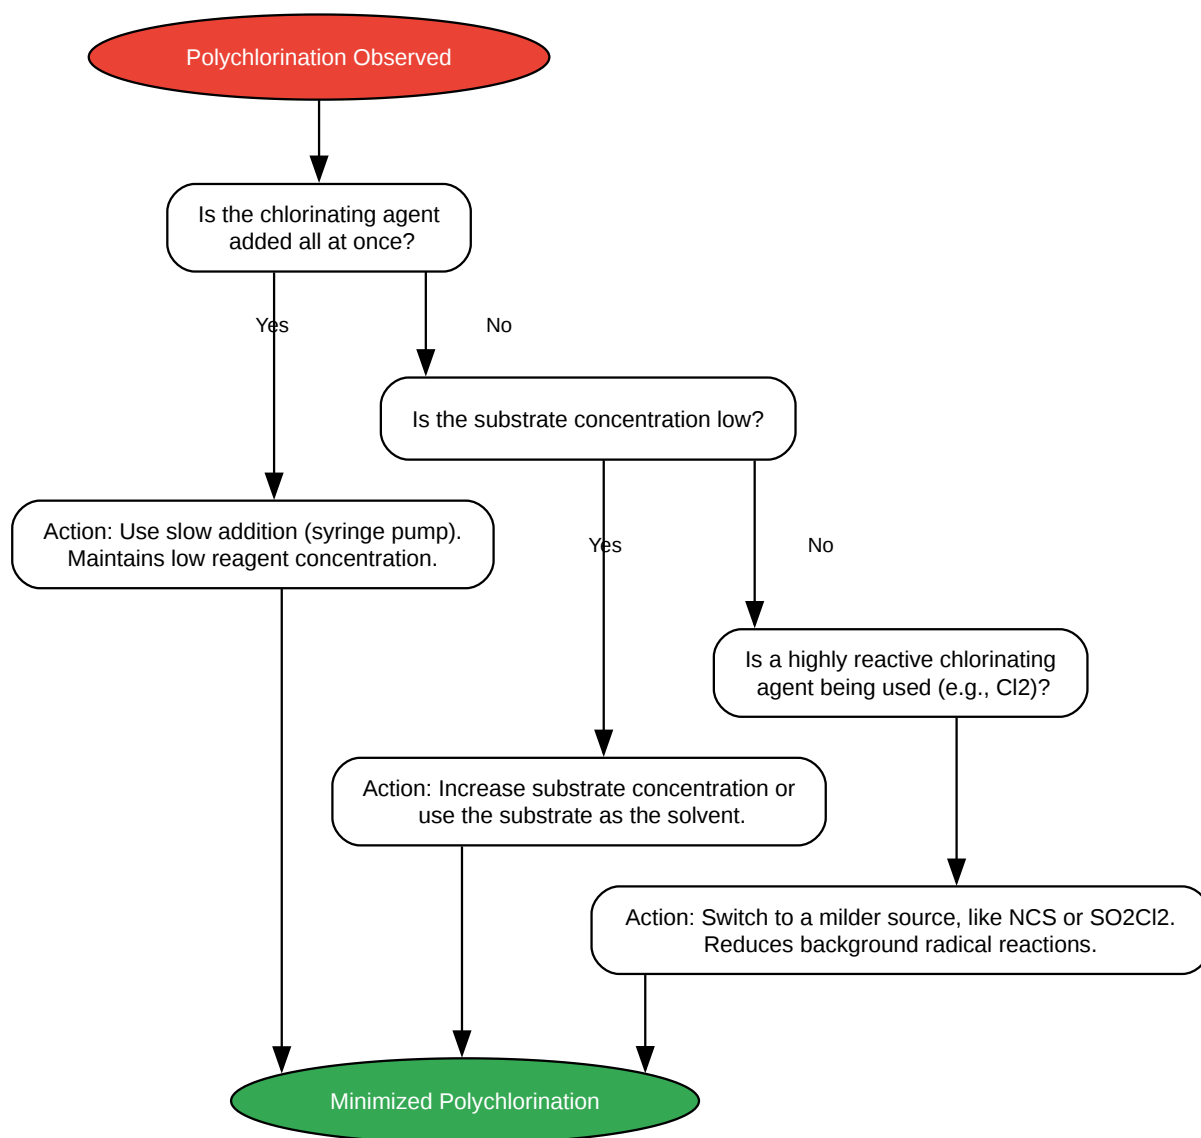 Polychlorination Observed
Is the chlorinating agent
added all at once?
Yes
No
Is the substrate concentration low?
Action: Use slow addition (syringe pump).
Maintains low reagent concentration.
Yes
No
Is a highly reactive chlorinating
agent being used (e.g., Cl2)?
Action: Increase substrate concentration or
use the substrate as the solvent.
Action: Switch to a milder source, like NCS or SO2Cl2.
Reduces background radical reactions.
Minimized Polychlorination